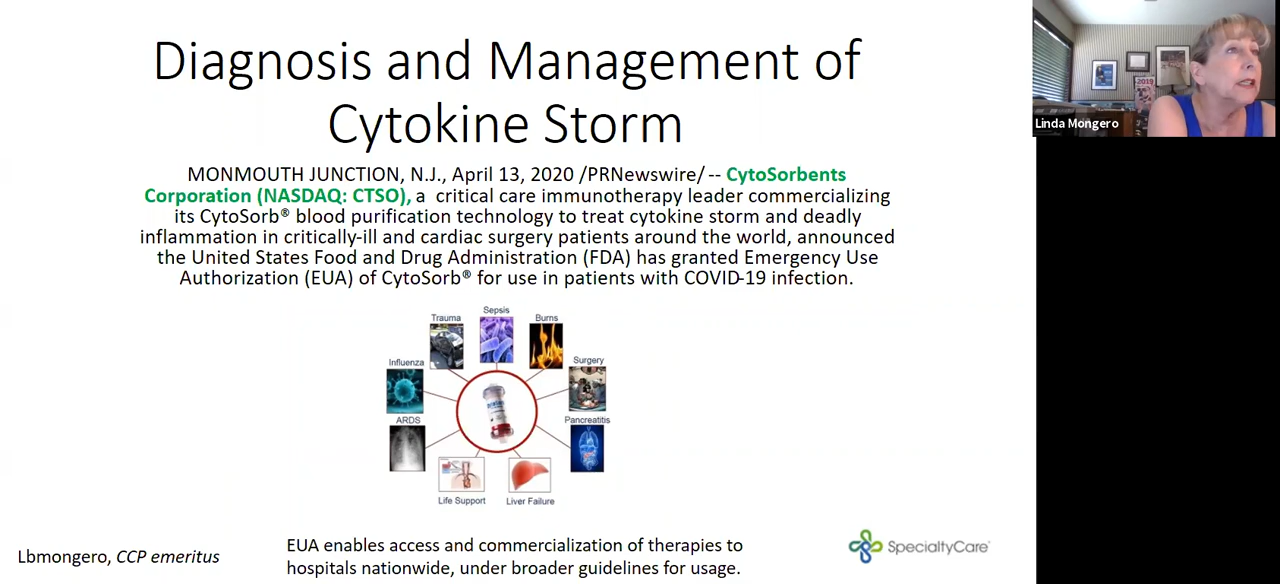 Diagnosis and Management of
Cytokine Storm
MONMOUTH JUNCTION, N.J., April 13, 2020 /PRNewswire/ -- CytoSorbents
Corporation (NASDAQ: CTSO), a critical care immunotherapy leader commercializing
its CytoSorb® blood purification technology to treat cytokine storm and deadly
inflammation in critically-ill and cardiac surgery patients around the world, announced
the United States Food and Drug Administration (FDA) has granted Emergency Use
Authorization (EUA) of CytoSorb® for use in patients with COVID-19 infection.
Sepsis
Trauma
Burns
Influenza
Surgery
ARDS
Pancreatitis
Life Support
Liver Failure
Lbmongero, CCP emeritus
EUA enables access and commercialization of therapies to
hospitals nationwide, under broader guidelines for usage.
SpecialtyCare
2019
Linda Mongero